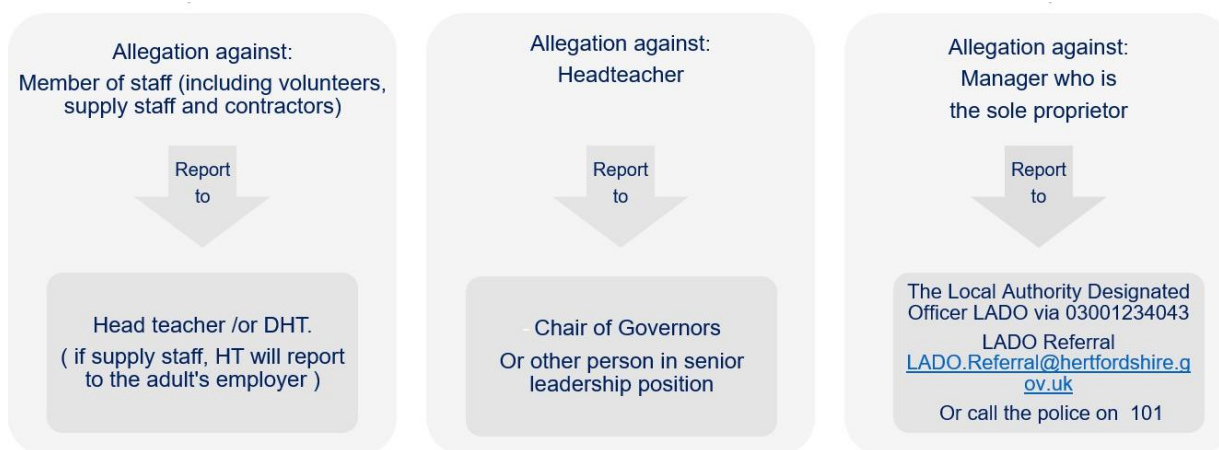 Allegation against:
Member of staff (including volunteers,
supply staff and contractors)
Report
to
Head teacher /or DHT.
( if supply staff, HT will report
to the adult's employer )
Allegation against:
Headteacher
Report
to
Chair of Governors
Or other person in senior
leadership position
Allegation against:
Manager who is
the sole proprietor
Report
to
The Local Authority Designated
Officer LADO via 03001234043
LADO Referral
LADO.Referral@hertfordshire.g
ov.uk
Or call the police on 101